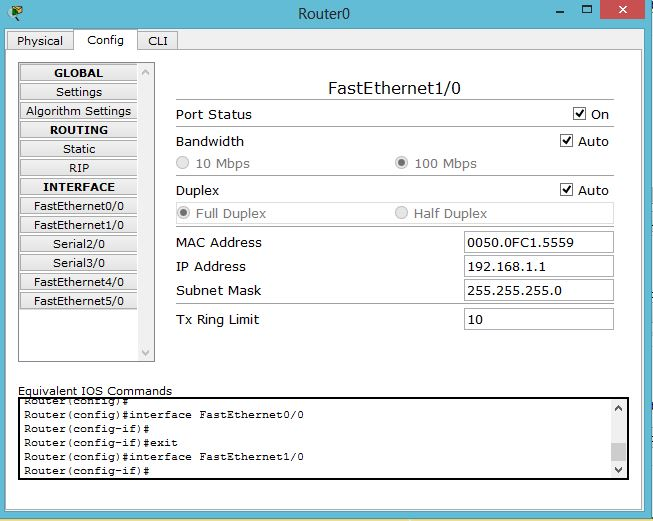 Router0
Physical Config CLI
GLOBAL
Settings
Algorithm Settings
ROUTING
Static
RIP
INTERFACE
FastEthernet0/0
FastEthernet1/0
Serial2/0
Serial3/0
FastEthernet4/0
FastEthernet5/0
FastEthernet1/0
Port Status On
Bandwidth Auto
10 Mbps 100 Mbps
Duplex Auto
Full Duplex Half Duplex
MAC Address 0050.0FC1.5559
IP Address 192.168.1.1
Subnet Mask 255.255.255.0
Tx Ring Limit 10
Equivalent IOS Commands
Router(config)#
Router(config)#interface FastEthernet0/0
Router(config-if)#
Router(config-if)#exit
Router(config)#interface FastEthernet1/0
Router(config-if)#